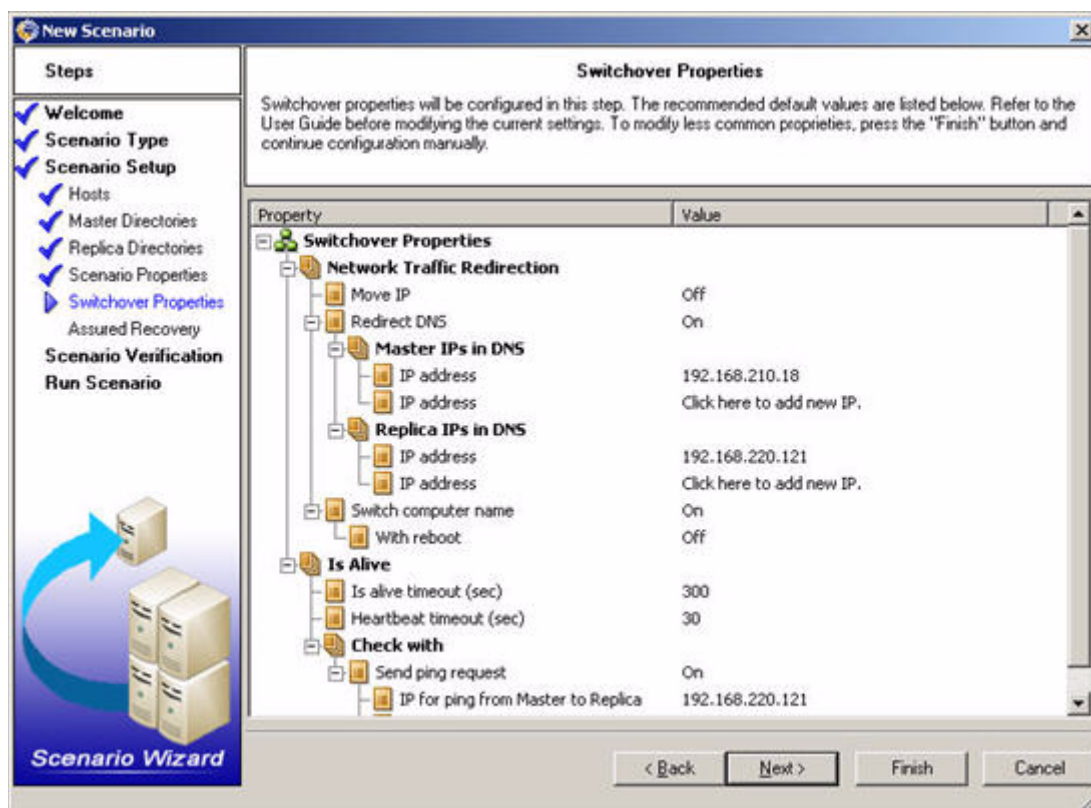 New Scenario
Steps
Welcome
Scenario Type
Scenario Setup
Hosts
Master Directories
Replica Directories
Scenario Properties
Switchover Properties
Assured Recovery
Scenario Verification
Run Scenario
Scenario Wizard
Switchover Properties
Switchover properties will be configured in this step. The recommended default values are listed below. Refer to the
User Guide before modifying the current settings. To modify less common proprieties, press the "Finish" button and
continue configuration manually.
Property Value
Switchover Properties
Network Traffic Redirection
Move IP Off
Redirect DNS On
Master IPs in DNS
IP address 192.168.210.18
IP address Click here to add new IP.
Replica IPs in DNS
IP address 192.168.220.121
IP address Click here to add new IP.
Switch computer name On
With reboot Off
Is Alive
Is alive timeout (sec) 300
Heartbeat timeout (sec) 30
Check with
Send ping request On
IP for ping from Master to Replica 192.168.220.121
< Back Next > Finish Cancel